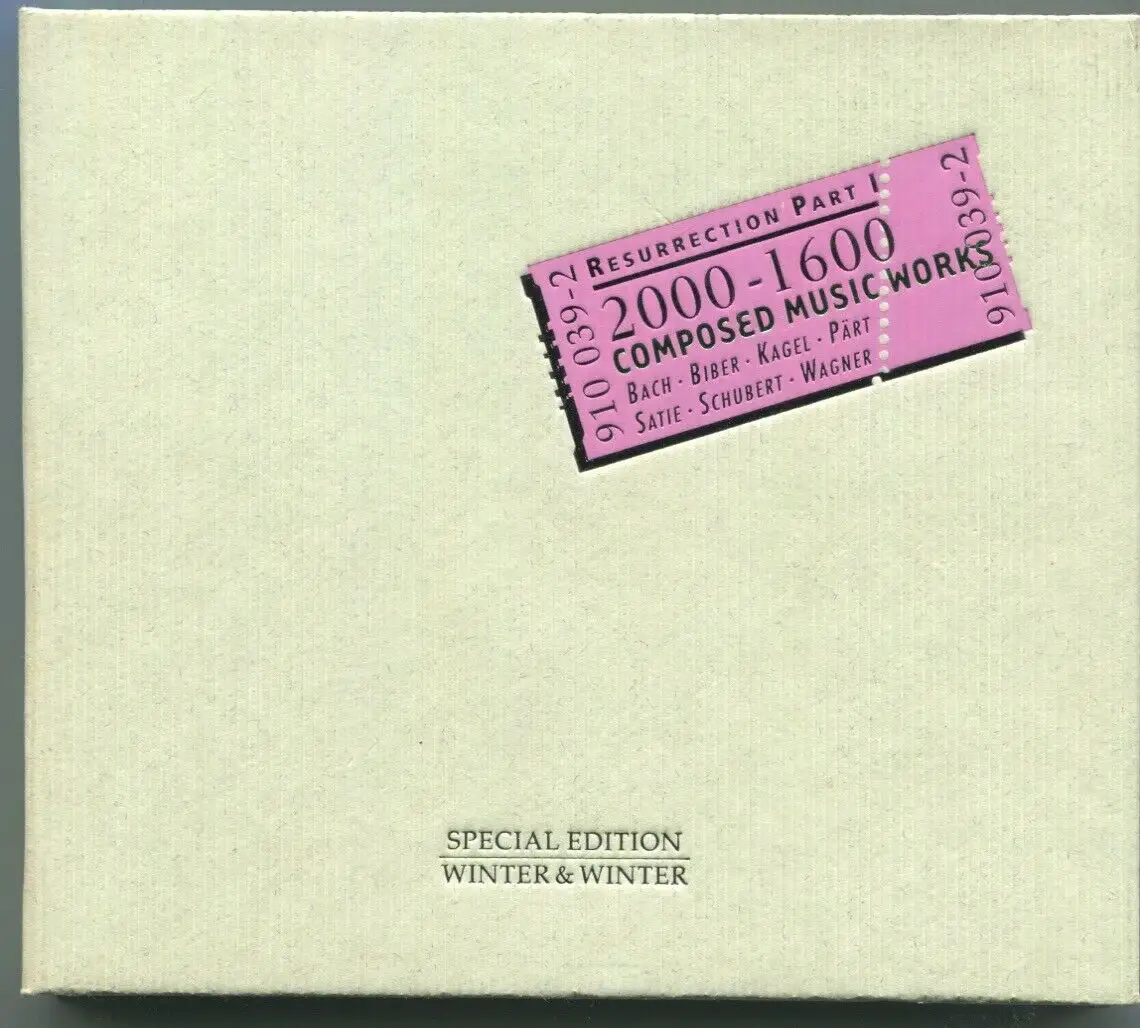 RESURRECTION PART I
2000-1600
COMPOSED MUSIC WORKS
BACH · BIBER · KAGEL · PÄRT
SATIE · SCHUBERT · WAGNER
910 039-2
910 039-2
SPECIAL EDITION
WINTER & WINTER